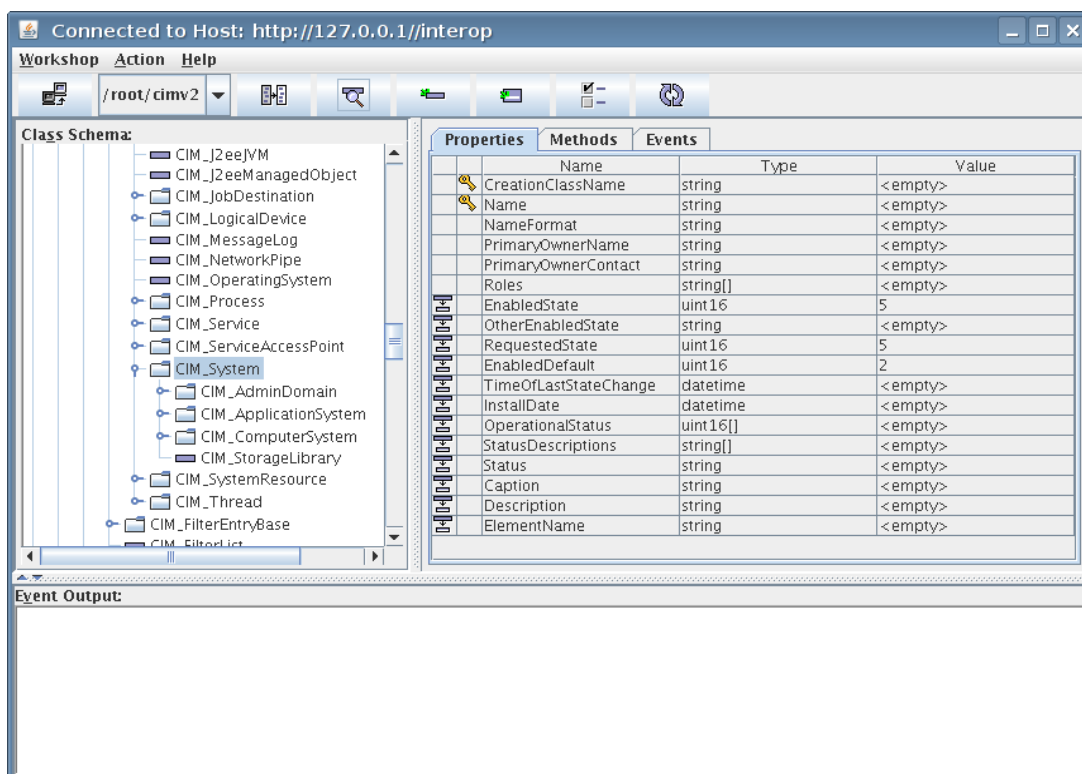 Connected to Host: http://127.0.0.1//interop
Workshop Action Help
/root/cimv2
Class Schema:
CIM_J2eeJVM
CIM_J2eeManagedObject
CIM_JobDestination
CIM_LogicalDevice
CIM_MessageLog
CIM_NetworkPipe
CIM_OperatingSystem
CIM_Process
CIM_Service
CIM_ServiceAccessPoint
CIM_System
CIM_AdminDomain
CIM_ApplicationSystem
CIM_ComputerSystem
CIM_StorageLibrary
CIM_SystemResource
CIM_Thread
CIM_FilterEntryBase
CIM_FilterList
Properties Methods Events
Name Type Value
CreationClassName string <empty>
Name string <empty>
NameFormat string <empty>
PrimaryOwnerName string <empty>
PrimaryOwnerContact string <empty>
Roles string[] <empty>
EnabledState uint16 5
OtherEnabledState string <empty>
RequestedState uint16 5
EnabledDefault uint16 2
TimeOfLastStateChange datetime <empty>
InstallDate datetime <empty>
OperationalStatus uint16[] <empty>
StatusDescriptions string[] <empty>
Status string <empty>
Caption string <empty>
Description string <empty>
ElementName string <empty>
Event Output: